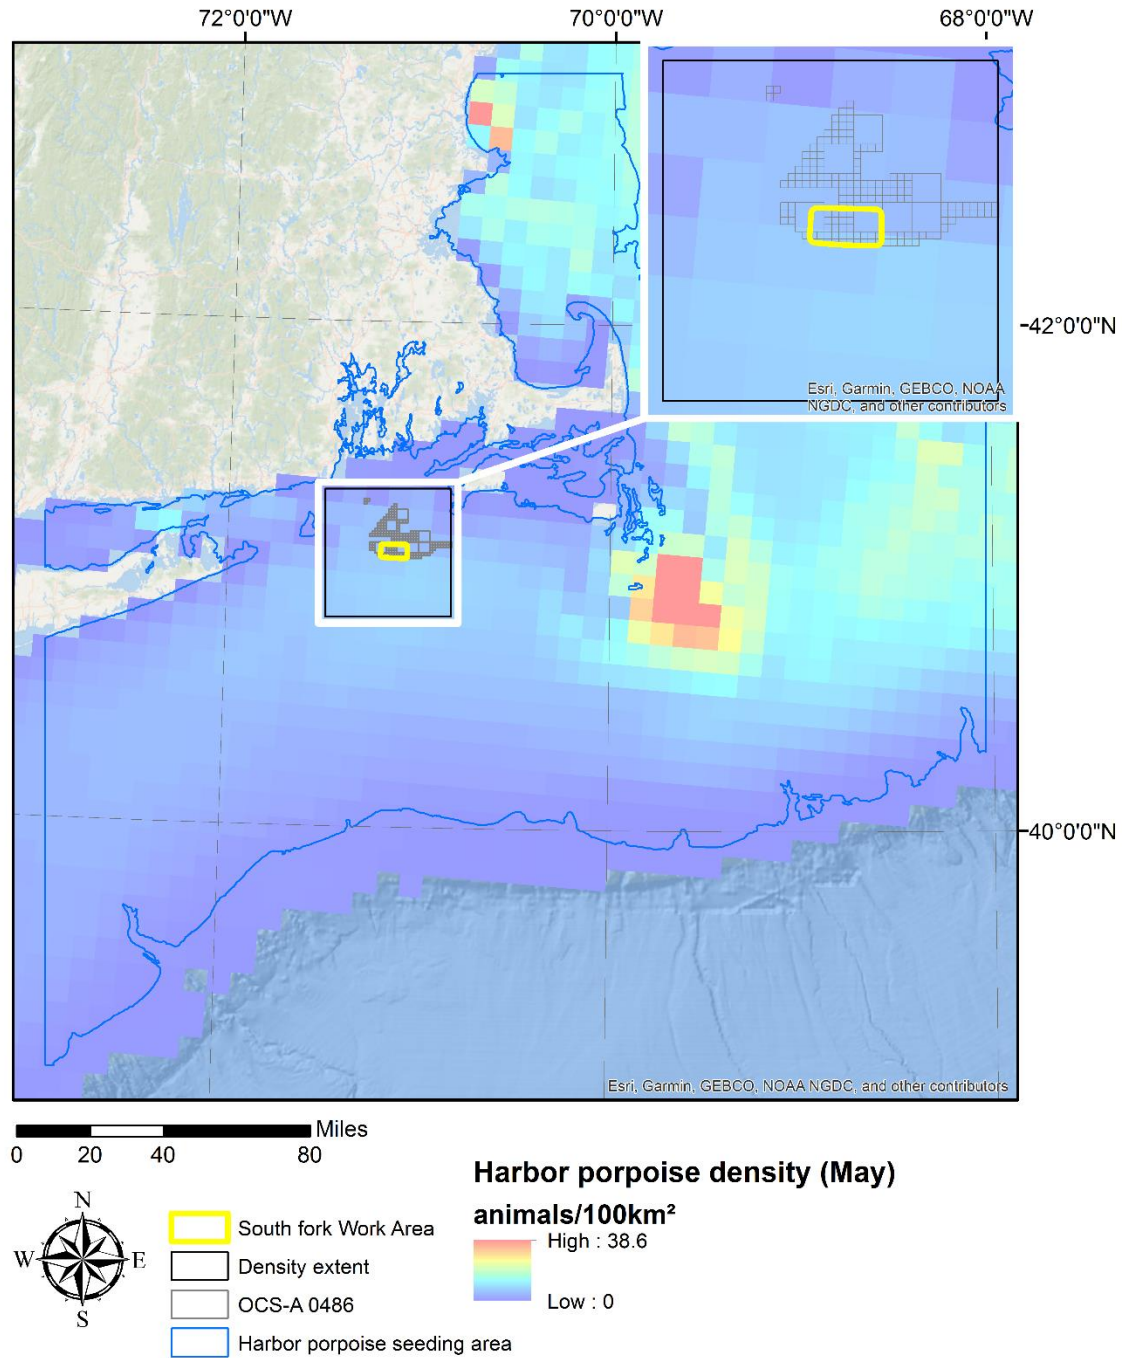 72°0'0"W
70°0'0"W
68°0'0"W
Esri, Garmin, GEBCO, NOAA
NGDC, and other contributors
42°0'0"N
40°0'0"N
Esri, Garmin, GEBCO, NOAA NGDC, and other contributors
Miles
0 20 40 80
Harbor porpoise density (May)
animals/100km²
High : 38.6
Low : 0
N
W E
S
South fork Work Area
Density extent
OCS-A 0486
Harbor porpoise seeding area